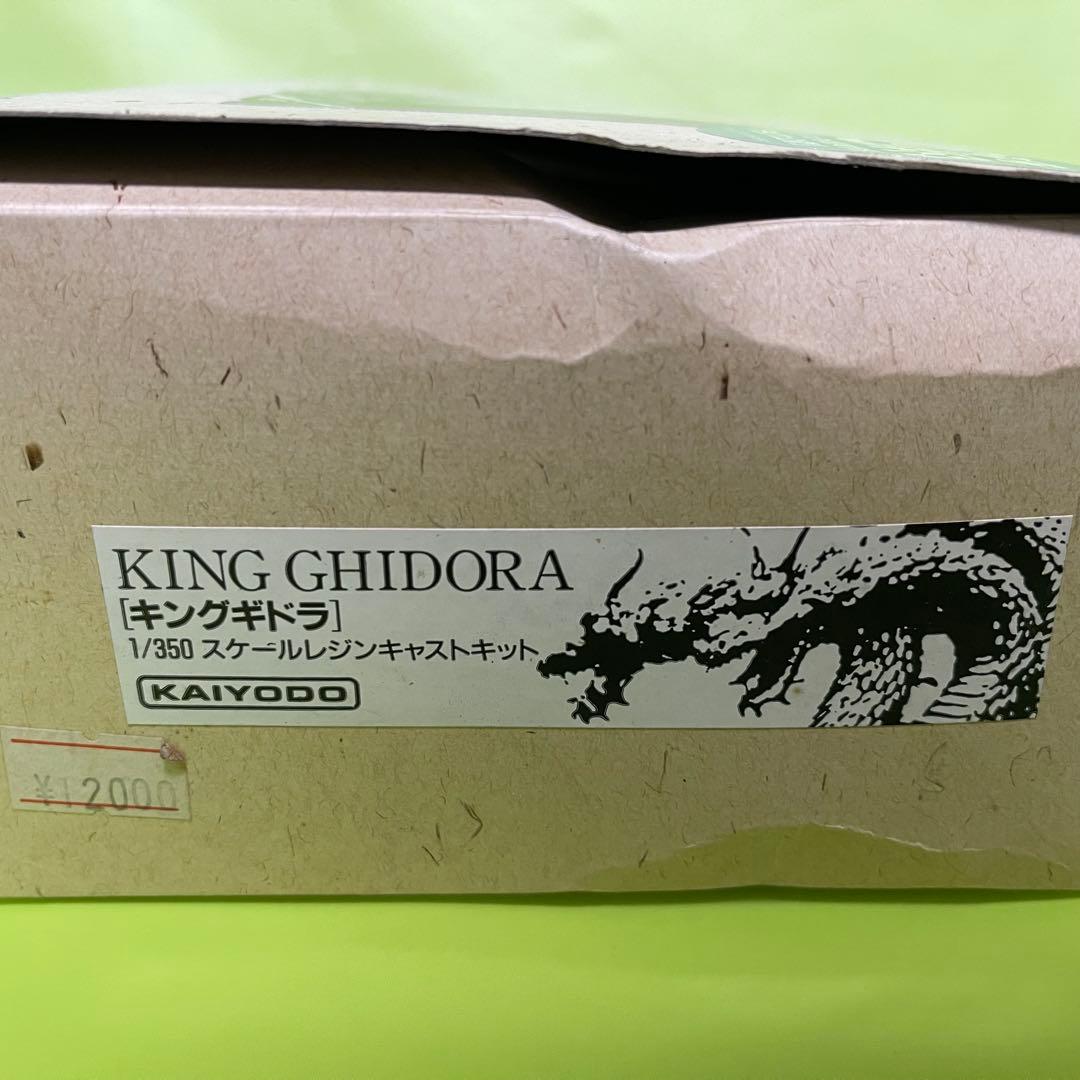 KING GHIDORA
[キングギドラ]
1/350 スケールレジンキャストキット
KAIYODO
¥12000